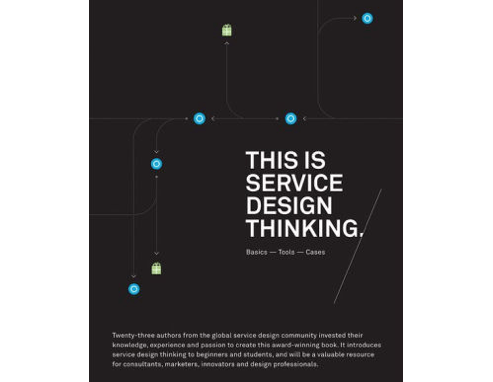 THIS IS
SERVICE
DESIGN
THINKING.
Basics — Tools — Cases
Twenty-three authors from the global service design community invested their
knowledge, experience and passion to create this award-winning book. It introduces
service design thinking to beginners and students, and will be a valuable resource
for consultants, marketers, innovators and design professionals.